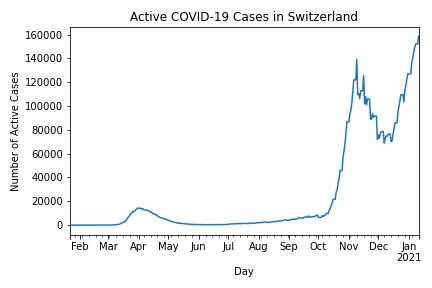 Active COVID-19 Cases in Switzerland
160000
140000
120000
100000
80000
60000
40000
20000
0
Number of Active Cases
Feb Mar Apr May Jun Jul Aug Sep Oct Nov Dec Jan
2021
Day